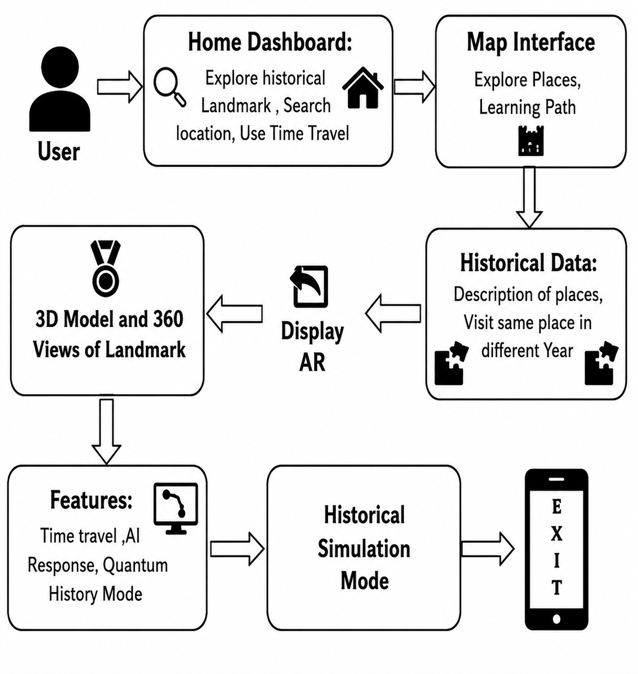 User
Home Dashboard:
Explore historical
Landmark , Search
location, Use Time Travel
Map Interface
Explore Places,
Learning Path
Historical Data:
Description of places,
Visit same place in
different Year
Display
AR
3D Model and 360
Views of Landmark
Features:
Time travel ,AI
Response, Quantum
History Mode
Historical
Simulation
Mode
E
X
I
T